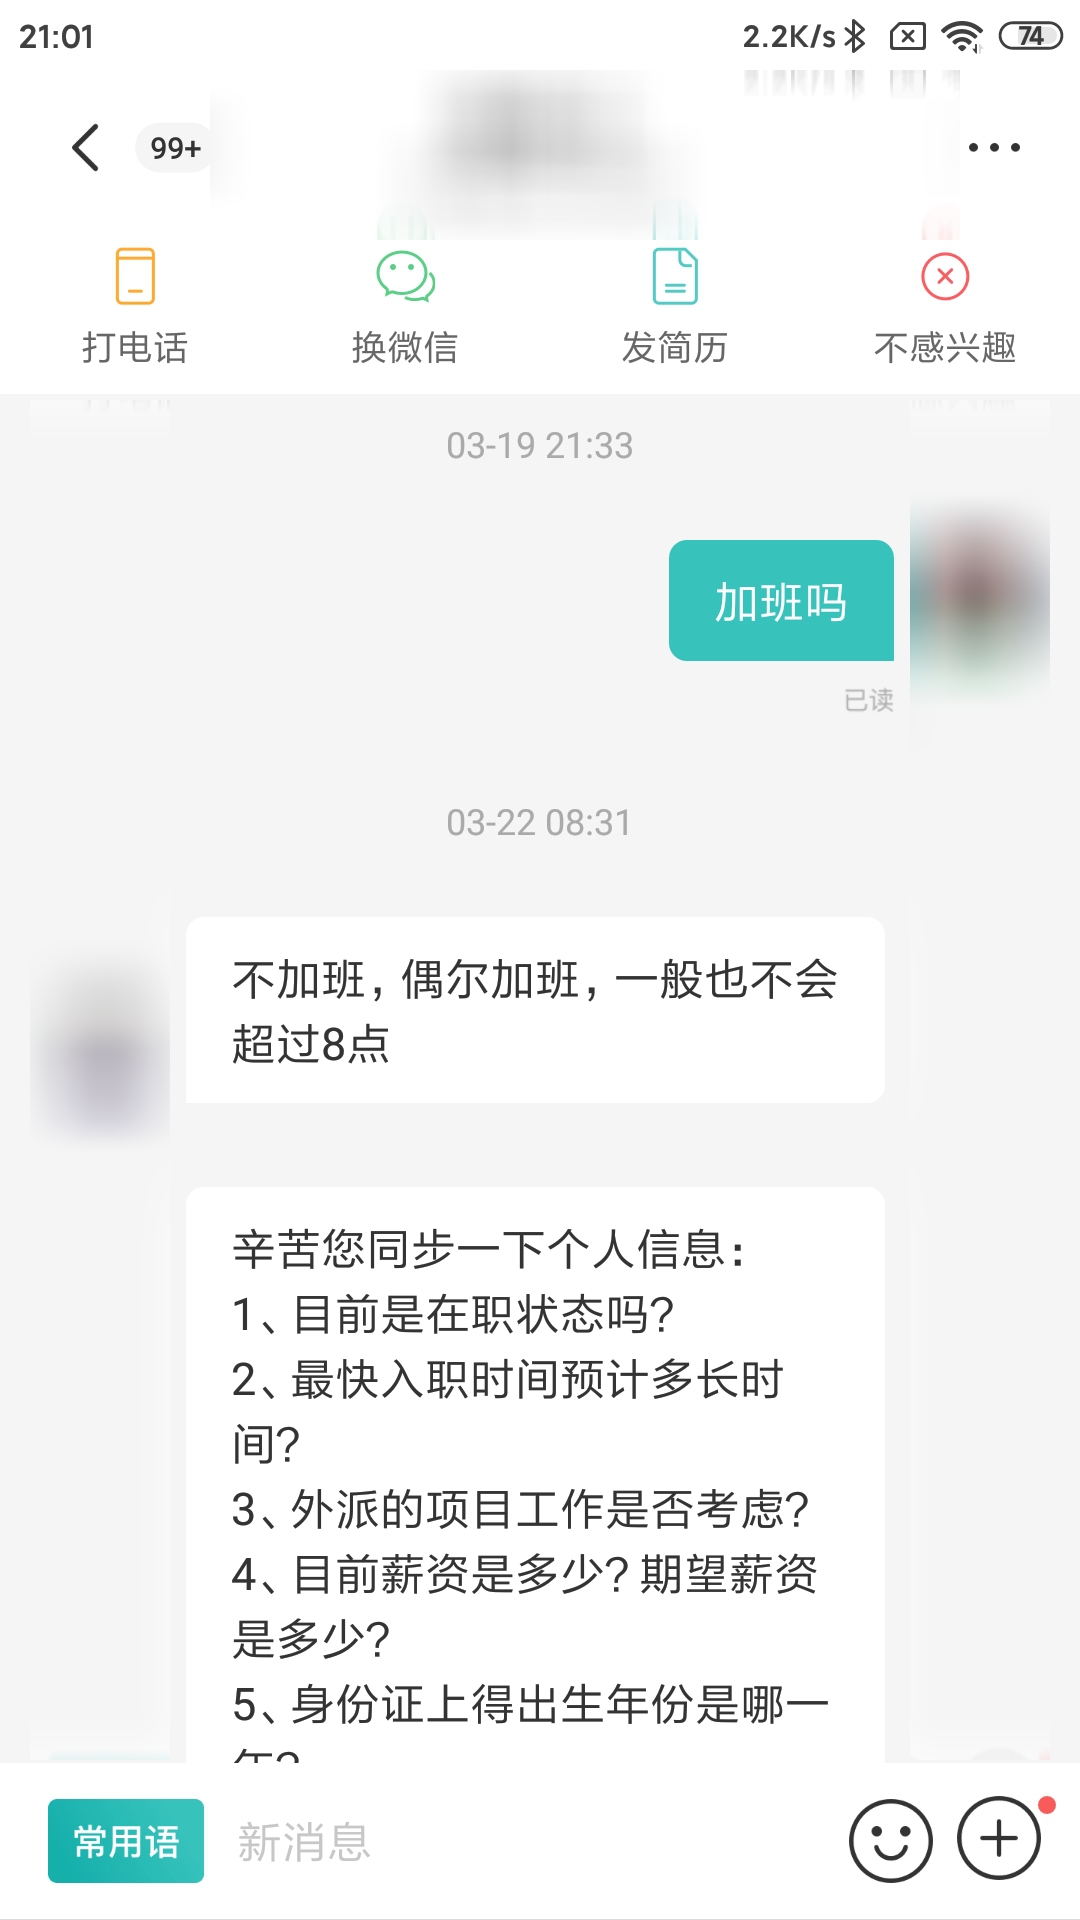 21:01
2.2K/s
74
99+
打电话
换微信
发简历
不感兴趣
03-19 21:33
加班吗
已读
03-22 08:31
不加班，偶尔加班，一般也不会
超过8点
辛苦您同步一下个人信息：
1、目前是在职状态吗?
2、最快入职时间预计多长时
间?
3、外派的项目工作是否考虑?
4、目前薪资是多少? 期望薪资
是多少?
5、身份证上得出生年份是哪一
年?
常用语
新消息